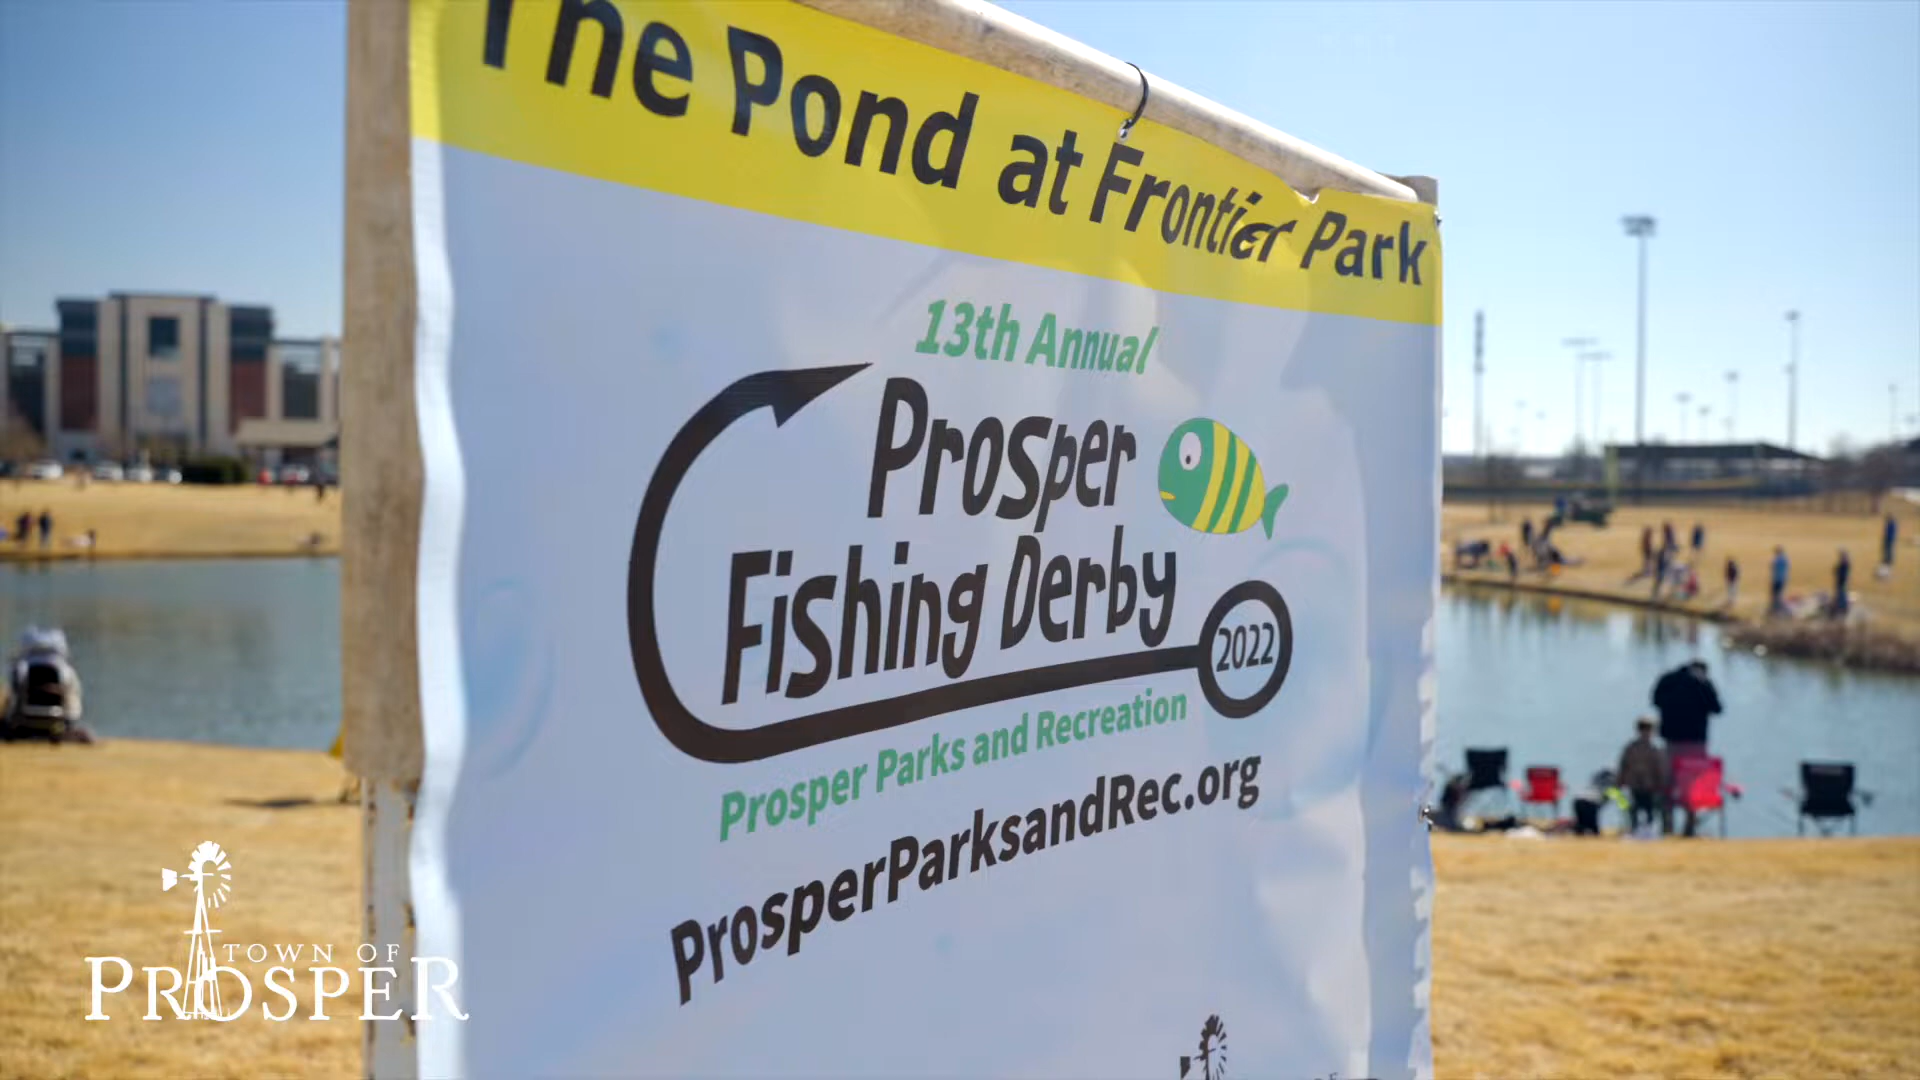 The Pond at Frontier Park
13th Annual
Prosper
Fishing Derby
2022
Prosper Parks and Recreation
ProsperParksandRec.org
TOWN OF
PROSPER